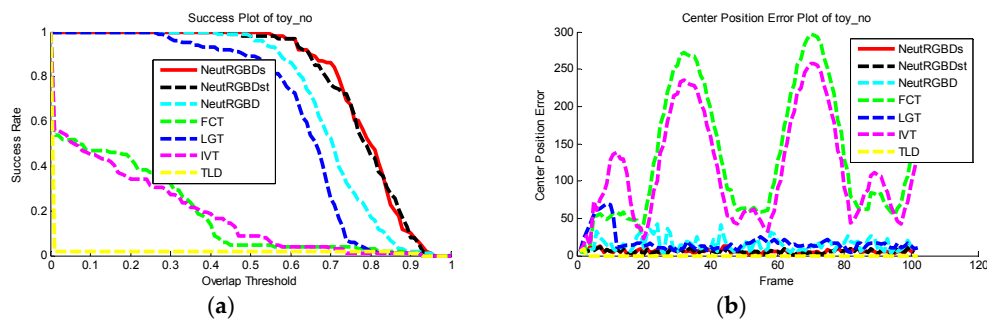 Success Plot of toy_no
Success Rate
1
0.8
0.6
0.4
0.2
0
0 0.1 0.2 0.3 0.4 0.5 0.6 0.7 0.8 0.9 1
Overlap Threshold
NeutRGBDs
NeutRGBDst
NeutRGBD
FCT
LGT
IVT
TLD
(a)
Center Position Error Plot of toy_no
Center Position Error
300
250
200
150
100
50
0
0 20 40 60 80 100 120
Frame
NeutRGBDs
NeutRGBDst
NeutRGBD
FCT
LGT
IVT
TLD
(b)